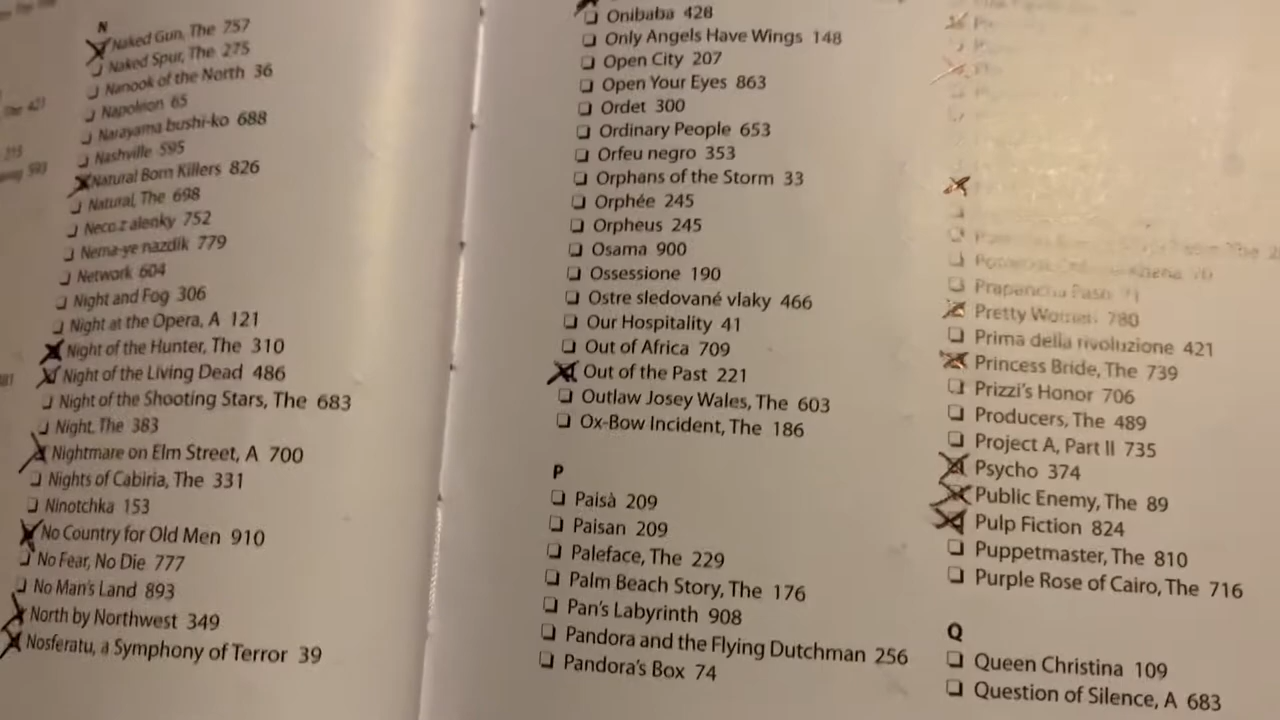 The 421
215
593
881
N
Naked Gun, The 757
Naked Spur, The 275
Nanook of the North 36
Napoléon 65
Narayama bushi-ko 688
Nashville 595
Natural Born Killers 826
Natural, The 698
Neco z alenky 752
Nema-ye nazdik 779
Network 604
Night and Fog 306
Night at the Opera, A 121
Night of the Hunter, The 310
Night of the Living Dead 486
Night of the Shooting Stars, The 683
Night, The 383
Nightmare on Elm Street, A 700
Nights of Cabiria, The 331
Ninotchka 153
No Country for Old Men 910
No Fear, No Die 777
No Man's Land 893
North by Northwest 349
Nosferatu, a Symphony of Terror 39
Onibaba 428
Only Angels Have Wings 148
Open City 207
Open Your Eyes 863
Ordet 300
Ordinary People 653
Orfeu negro 353
Orphans of the Storm 33
Orphée 245
Orpheus 245
Osama 900
Ossessione 190
Ostre sledované vlaky 466
Our Hospitality 41
Out of Africa 709
Out of the Past 221
Outlaw Josey Wales, The 603
Ox-Bow Incident, The 186
P
Paisà 209
Paisan 209
Paleface, The 229
Palm Beach Story, The 176
Pan's Labyrinth 908
Pandora and the Flying Dutchman 256
Pandora's Box 74
Pretty Woman 780
Prima della rivoluzione 421
Princess Bride, The 739
Prizzi's Honor 706
Producers, The 489
Project A, Part II 735
Psycho 374
Public Enemy, The 89
Pulp Fiction 824
Puppetmaster, The 810
Purple Rose of Cairo, The 716
Q
Queen Christina 109
Question of Silence, A 683